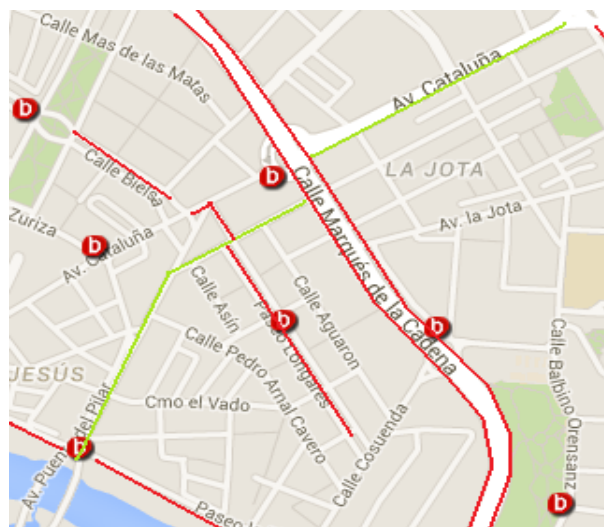 Calle Mas de las Matas
Av. Cataluña
b
Calle Bielsa
b
LA JOTA
Calle Marqués de la Cadena
Zuriza
b
Av. Cataluña
Av. la Jota
Calle Asín
Paseo Longares
b
Calle Aguaron
b
Calle Pedro Arnal Cavero
Calle Balbino Orensanz
JESÚS
Cmo el Vado
Calle Cosuenda
b
Av. Puente del Pilar
b
Paseo